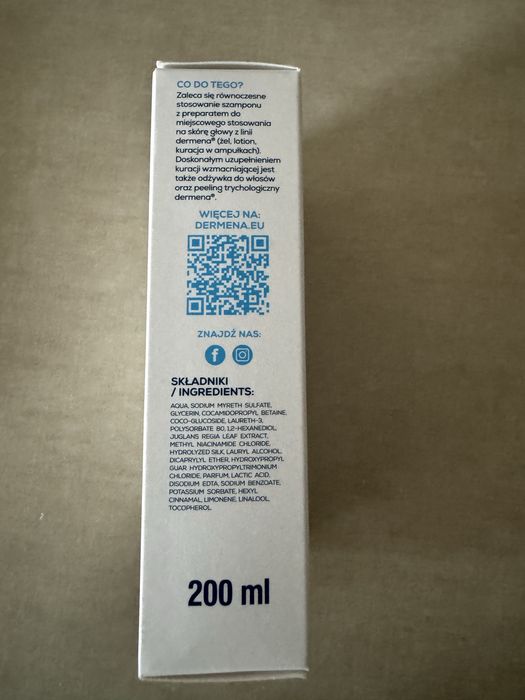 CO DO TEGO?
Zaleca się równoczesne
stosowanie szamponu
z preparatem do
miejscowego stosowania
na skórę głowy z linii
dermena® (żel, lotion,
kuracja w ampułkach).
Doskonałym uzupełnieniem
kuracji wzmacniającej jest
także odżywka do włosów
oraz peeling trychologiczny
dermena®.
WIĘCEJ NA:
DERMENA.EU
ZNAJDŹ NAS:
SKŁADNIKI
/ INGREDIENTS:
AQUA, SODIUM MYRETH SULFATE,
GLYCERIN, COCAMIDOPROPYL BETAINE,
COCO-GLUCOSIDE, LAURETH-3,
POLYSORBATE 80, 1,2-HEXANEDIOL,
JUGLANS REGIA LEAF EXTRACT,
METHYL NIACINAMIDE CHLORIDE,
HYDROLYZED SILK, LAURYL ALCOHOL,
DICAPRYLYL ETHER, HYDROXYPROPYL
GUAR HYDROXYPROPYLTRIMONIUM
CHLORIDE, PARFUM, LACTIC ACID,
DISODIUM EDTA, SODIUM BENZOATE,
POTASSIUM SORBATE, HEXYL
CINNAMAL, LIMONENE, LINALOOL,
TOCOPHEROL
200 ml